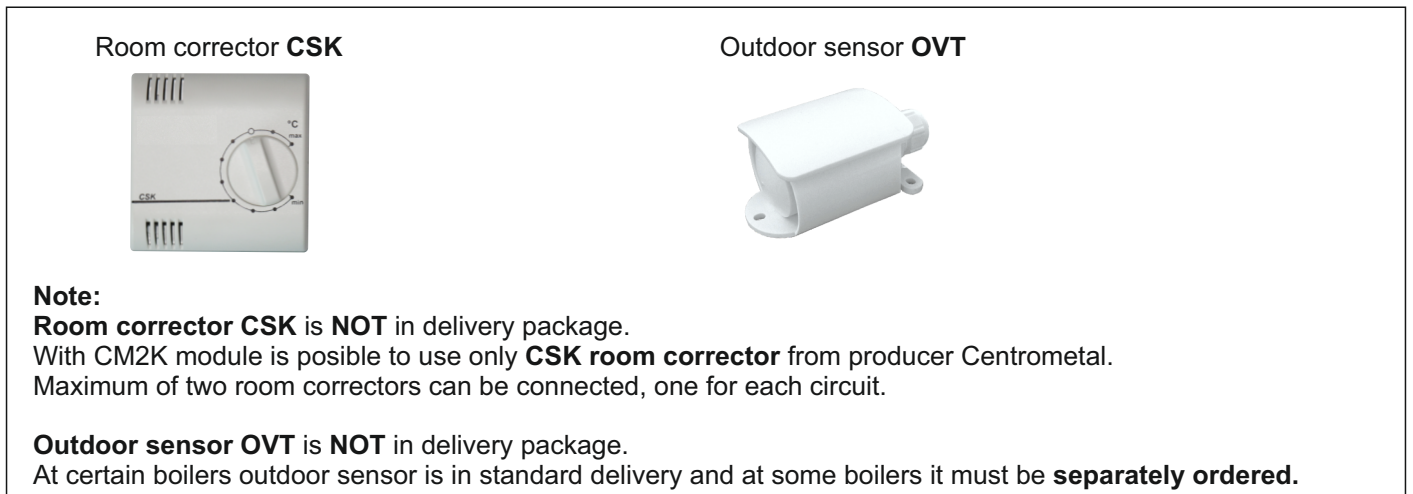 Room corrector CSK
Outdoor sensor OVT
°C
max
CSK
min
Note:
Room corrector CSK is NOT in delivery package.
With CM2K module is posible to use only CSK room corrector from producer Centrometal.
Maximum of two room correctors can be connected, one for each circuit.
Outdoor sensor OVT is NOT in delivery package.
At certain boilers outdoor sensor is in standard delivery and at some boilers it must be separately ordered.